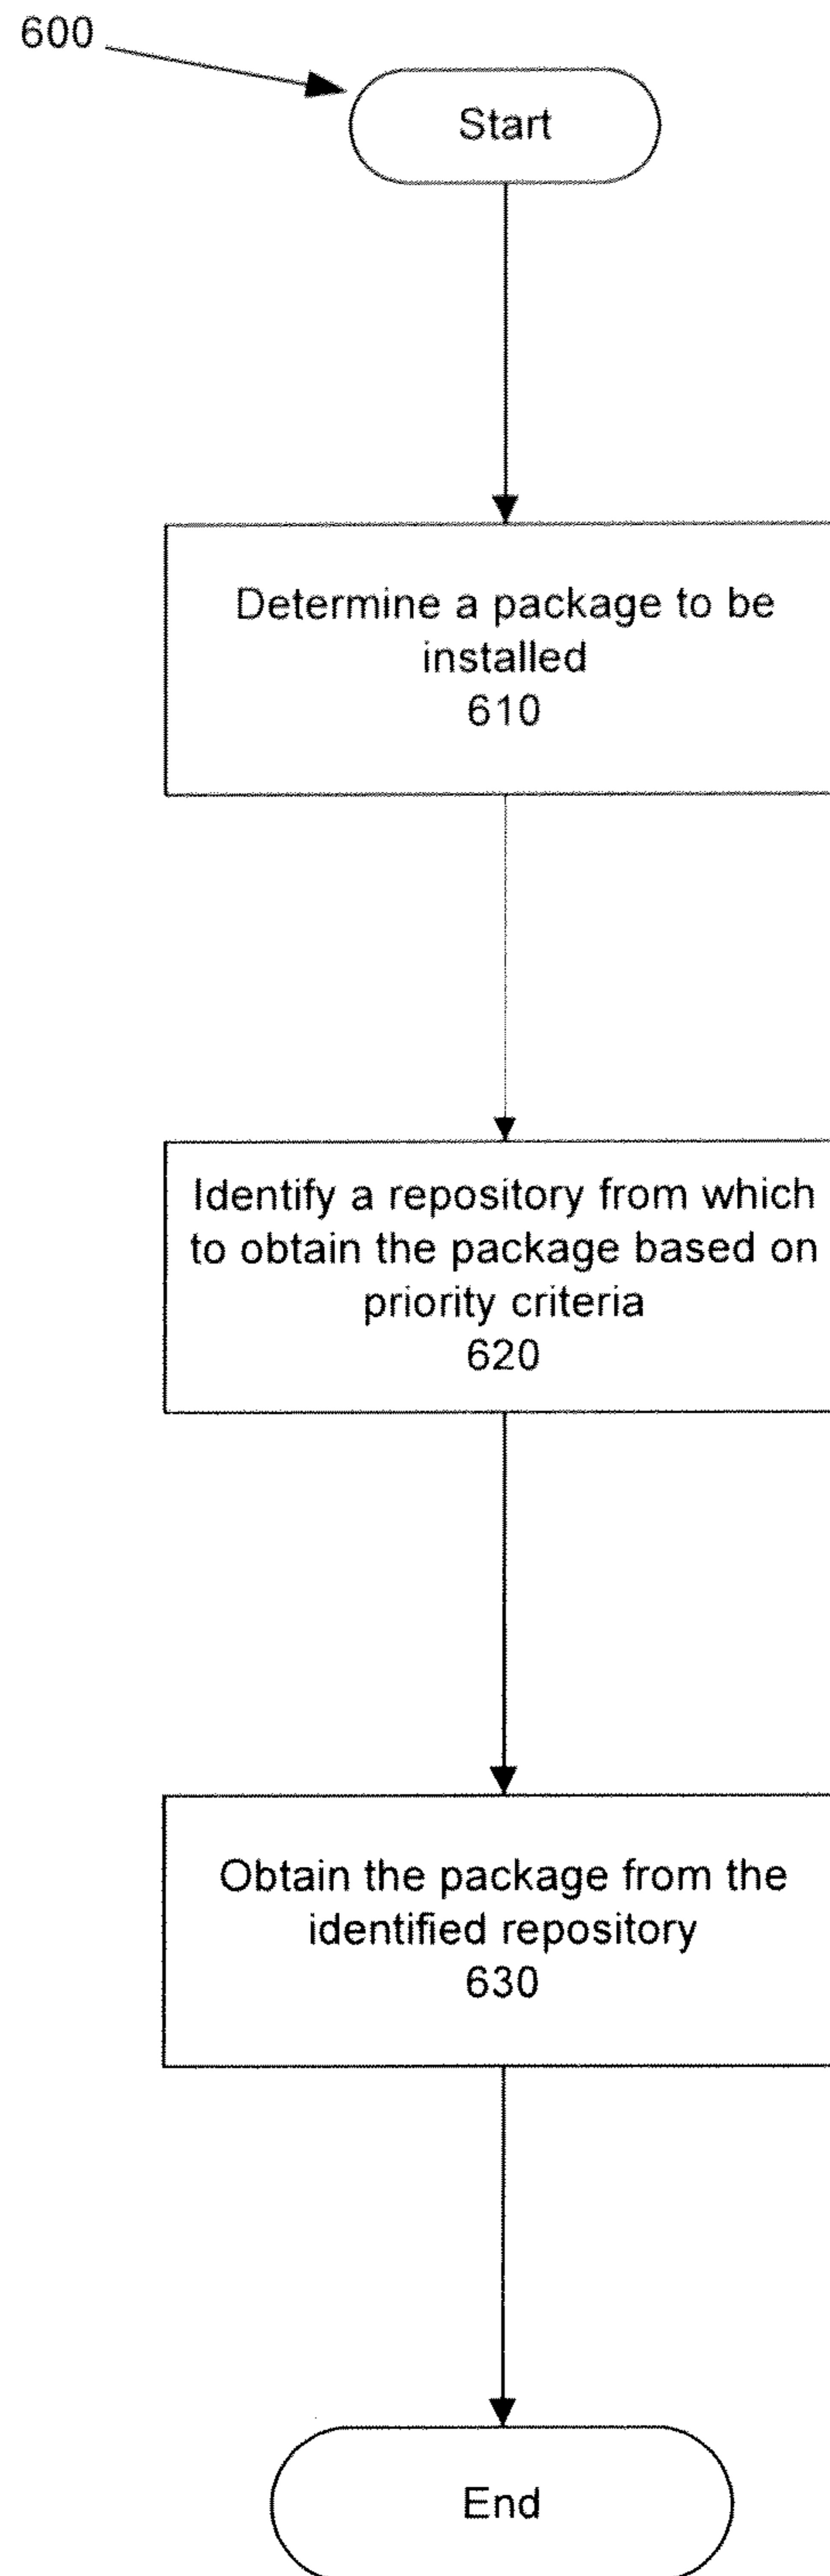 600
Start
Determine a package to be
installed
610
Identify a repository from which
to obtain the package based on
priority criteria
620
Obtain the package from the
identified repository
630
End